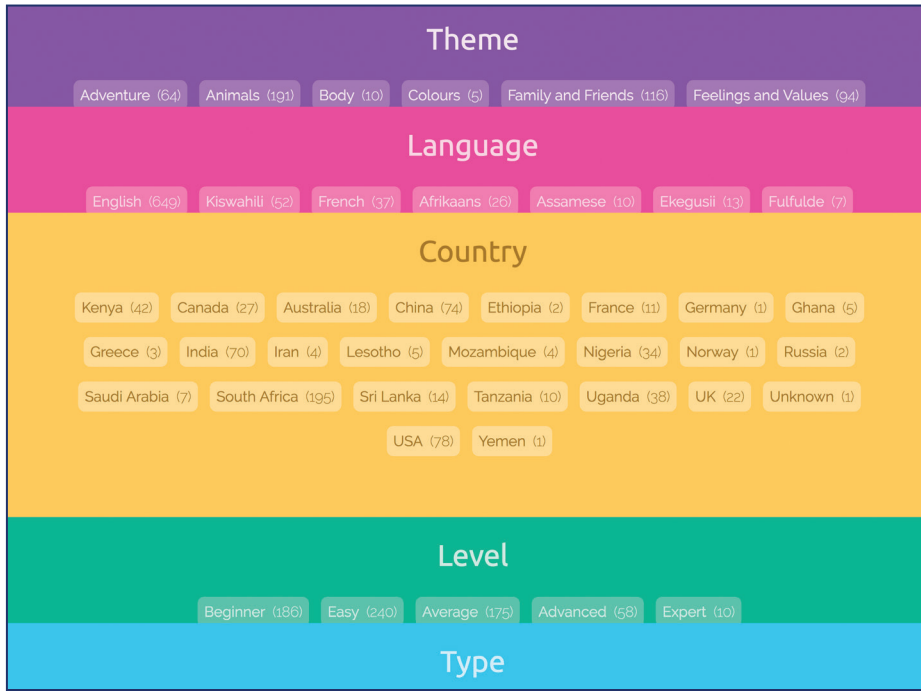 Theme
Adventure (64) Animals (191) Body (10) Colours (5) Family and Friends (116) Feelings and Values (94)
Language
English (649) Kiswahili (52) French (37) Afrikaans (26) Assamese (10) Ekegusii (13) Fulfulde (7)
Country
Kenya (42) Canada (27) Australia (18) China (74) Ethiopia (2) France (11) Germany (1) Ghana (5)
Greece (3) India (70) Iran (4) Lesotho (5) Mozambique (4) Nigeria (34) Norway (1) Russia (2)
Saudi Arabia (7) South Africa (195) Sri Lanka (14) Tanzania (10) Uganda (38) UK (22) Unknown (1)
USA (78) Yemen (1)
Level
Beginner (186) Easy (240) Average (175) Advanced (58) Expert (10)
Type